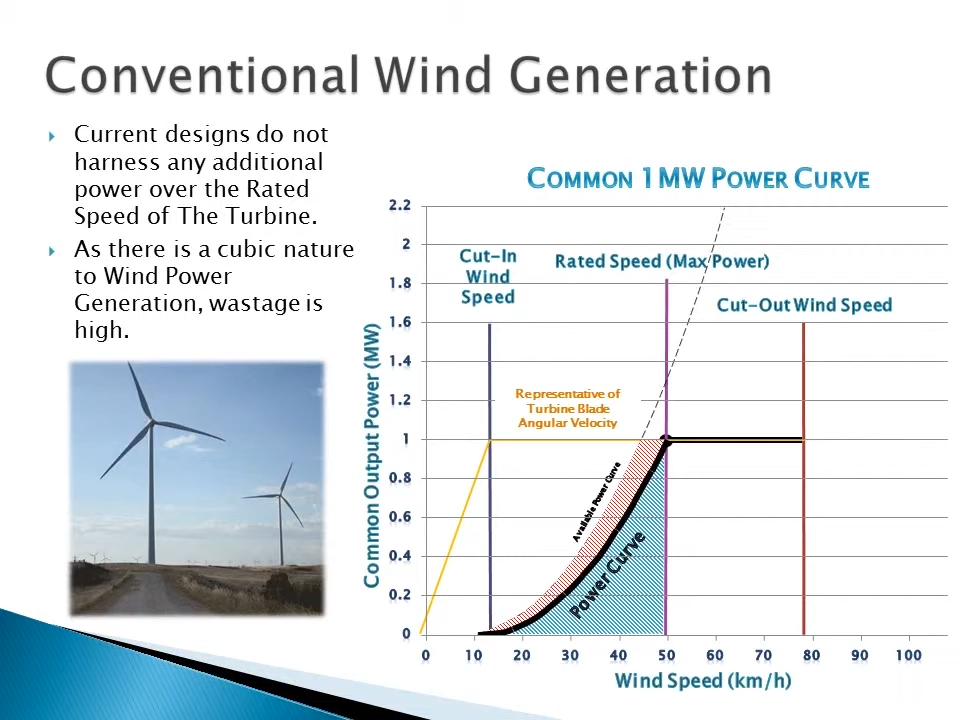 Conventional Wind Generation
Current designs do not
harness any additional
power over the Rated
Speed of The Turbine.
As there is a cubic nature
to Wind Power
Generation, wastage is
high.
COMMON 1MW POWER CURVE
2.2
2
1.8
1.6
1.4
1.2
1
0.8
0.6
0.4
0.2
0
Common Output Power (MW)
Cut-In
Wind
Speed
Rated Speed (Max Power)
Cut-Out Wind Speed
Representative of
Turbine Blade
Angular Velocity
Available Power Curve
Power Curve
0 10 20 30 40 50 60 70 80 90 100
Wind Speed (km/h)